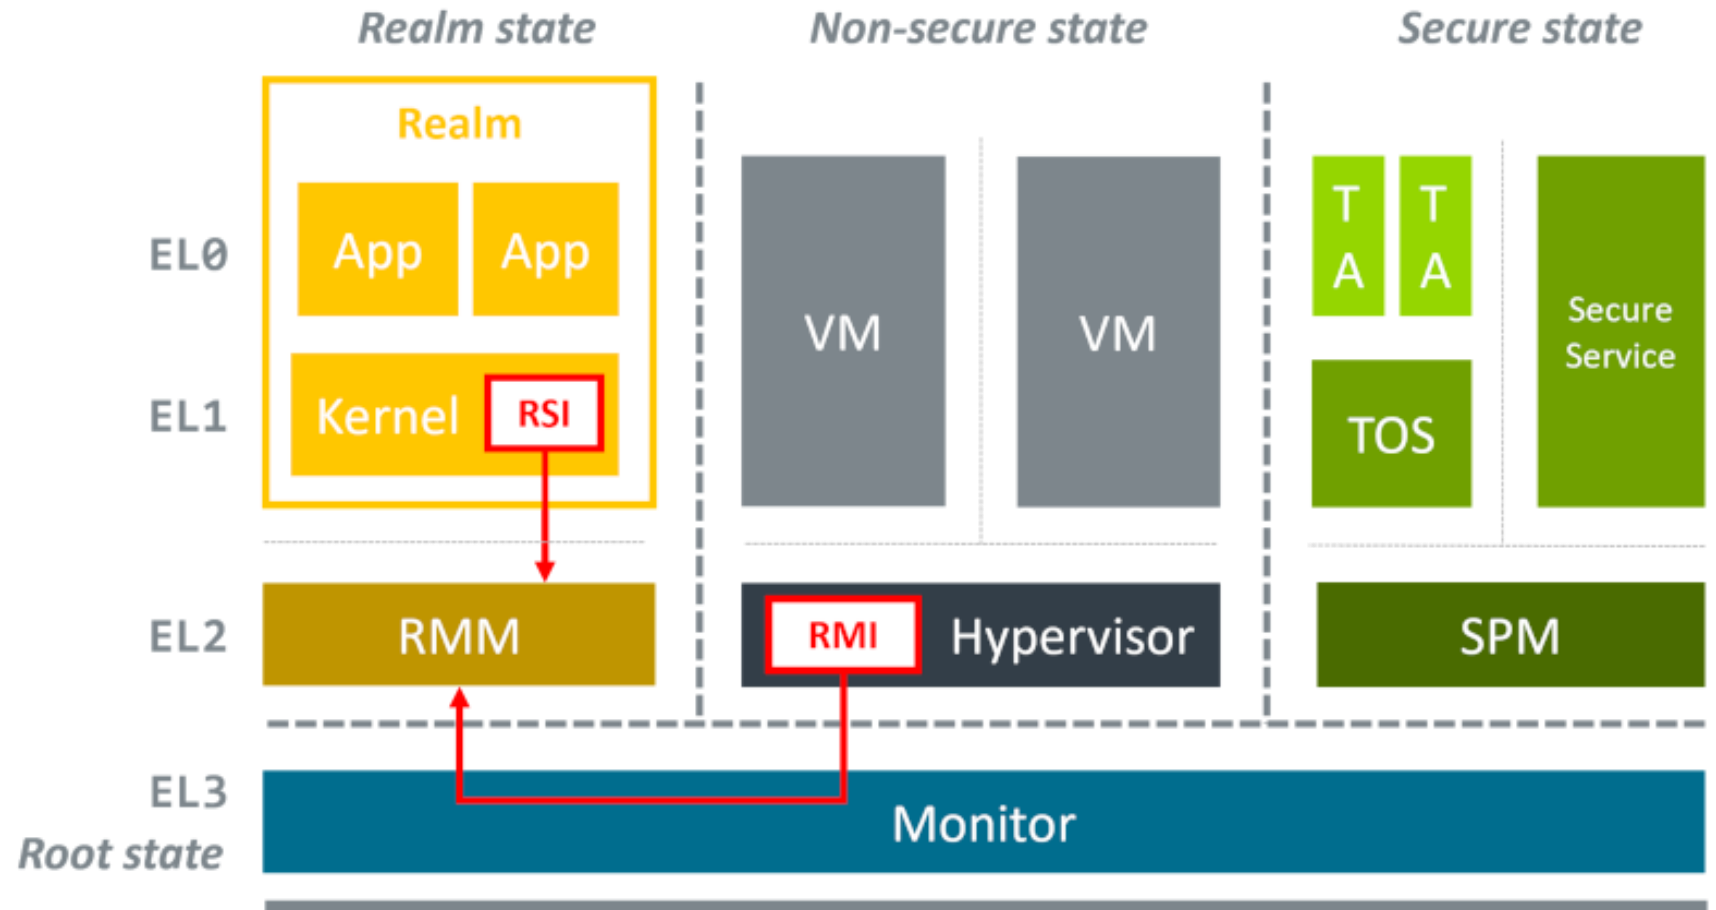 Realm state
Non-secure state
Secure state
Realm
EL0
App
App
VM
VM
T
A
T
A
Secure
Service
EL1
Kernel
RSI
TOS
EL2
RMM
RMI
Hypervisor
SPM
EL3
Root state
Monitor